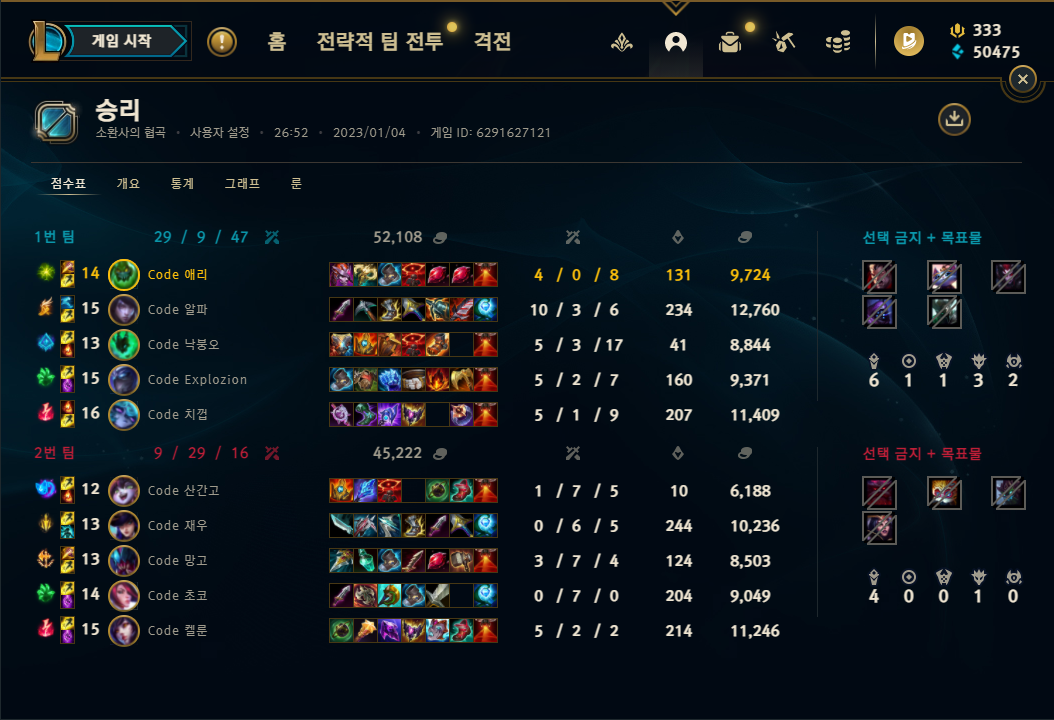 게임 시작 홈 전략적 팀 전투 격전 333
50475
승리
소환사의 협곡 • 사용자 설정 • 26:52 • 2023/01/04 • 게임 ID: 6291627121
점수표 개요 통계 그래프 룬
1번 팀 29 / 9 / 47 52,108 선택 금지 + 목표물
14 Code 애리 4 / 0 / 8 131 9,724
15 Code 알파 10 / 3 / 6 234 12,760
13 Code 낙붕오 5 / 3 / 17 41 8,844
15 Code Explozion 5 / 2 / 7 160 9,371
6 1 1 3 2
16 Code 치껍 5 / 1 / 9 207 11,409
2번 팀 9 / 29 / 16 45,222 선택 금지 + 목표물
12 Code 산간고 1 / 7 / 5 10 6,188
13 Code 재우 0 / 6 / 5 244 10,236
13 Code 망고 3 / 7 / 4 124 8,503
14 Code 초코 0 / 7 / 0 204 9,049
4 0 0 1 0
15 Code 켈룬 5 / 2 / 2 214 11,246